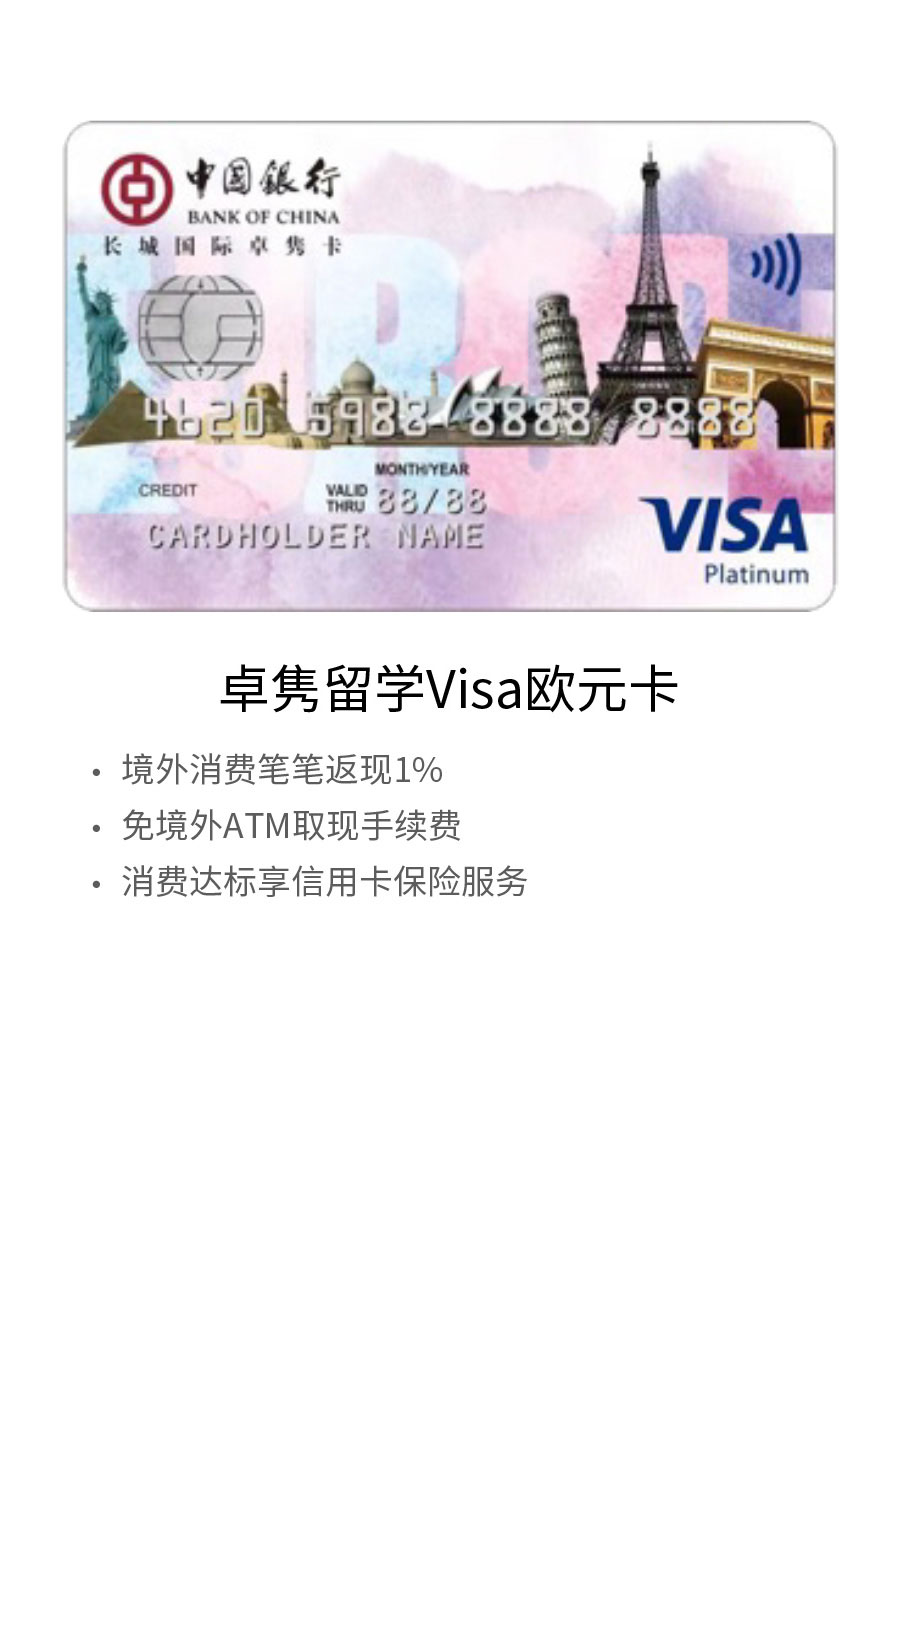 中国銀行
BANK OF CHINA
长城国际卓隽卡
4620 5988 8888 8888
MONTH/YEAR
CREDIT
VALID THRU 88/88
CARDHOLDER NAME
VISA
Platinum
卓隽留学Visa欧元卡
• 境外消费笔笔返现1%
• 免境外ATM取现手续费
• 消费达标享信用卡保险服务